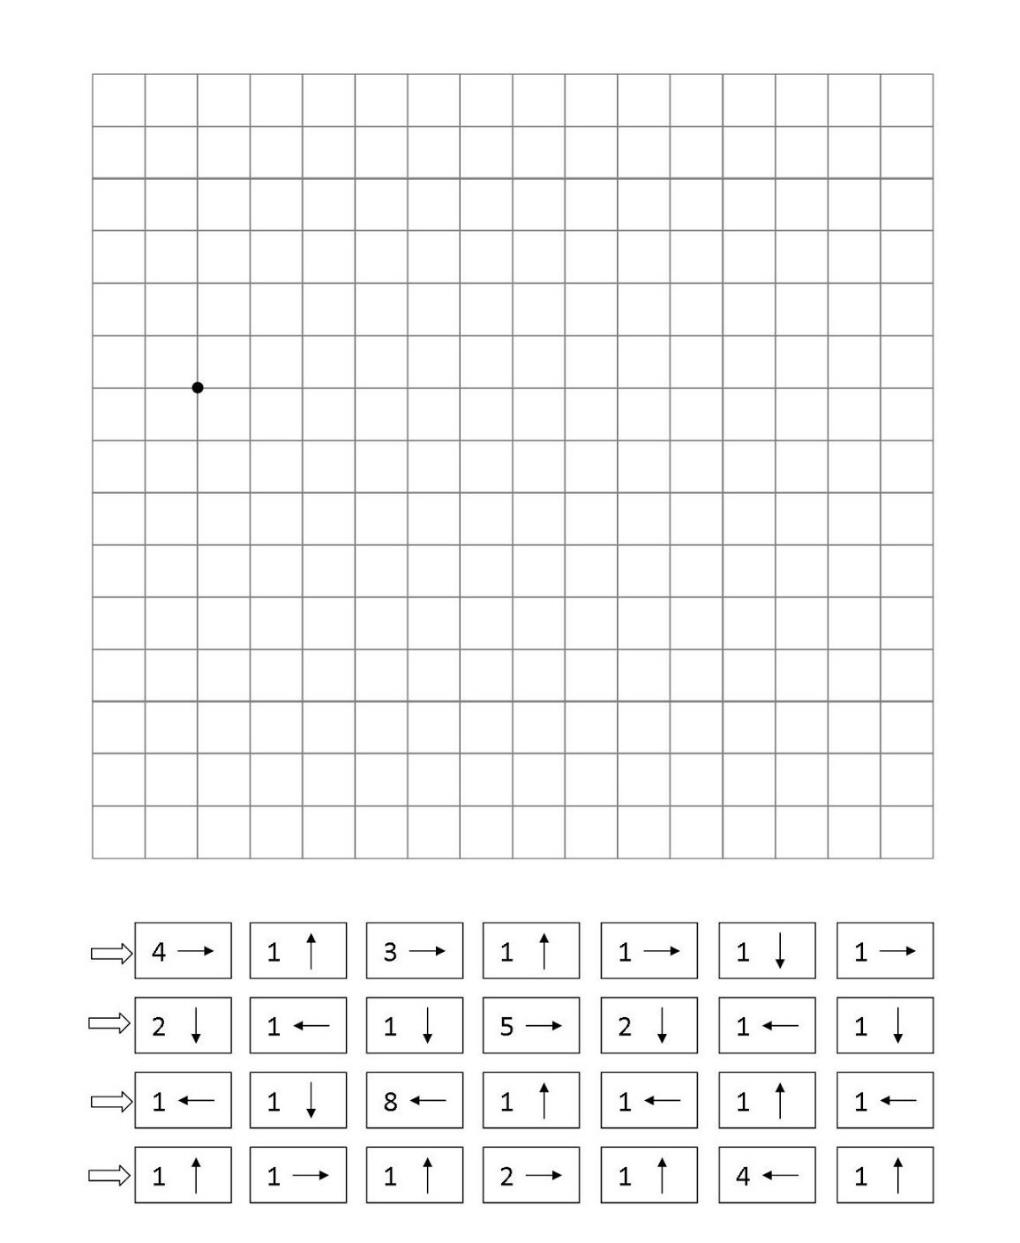 4 → 1 ↑ 3 → 1 ↑ 1 → 1 ↓ 1 →
2 ↓ 1 ← 1 ↓ 5 → 2 ↓ 1 ← 1 ↓
1 ← 1 ↓ 8 ← 1 ↑ 1 ← 1 ↑ 1 ←
1 ↑ 1 → 1 ↑ 2 → 1 ↑ 4 ← 1 ↑